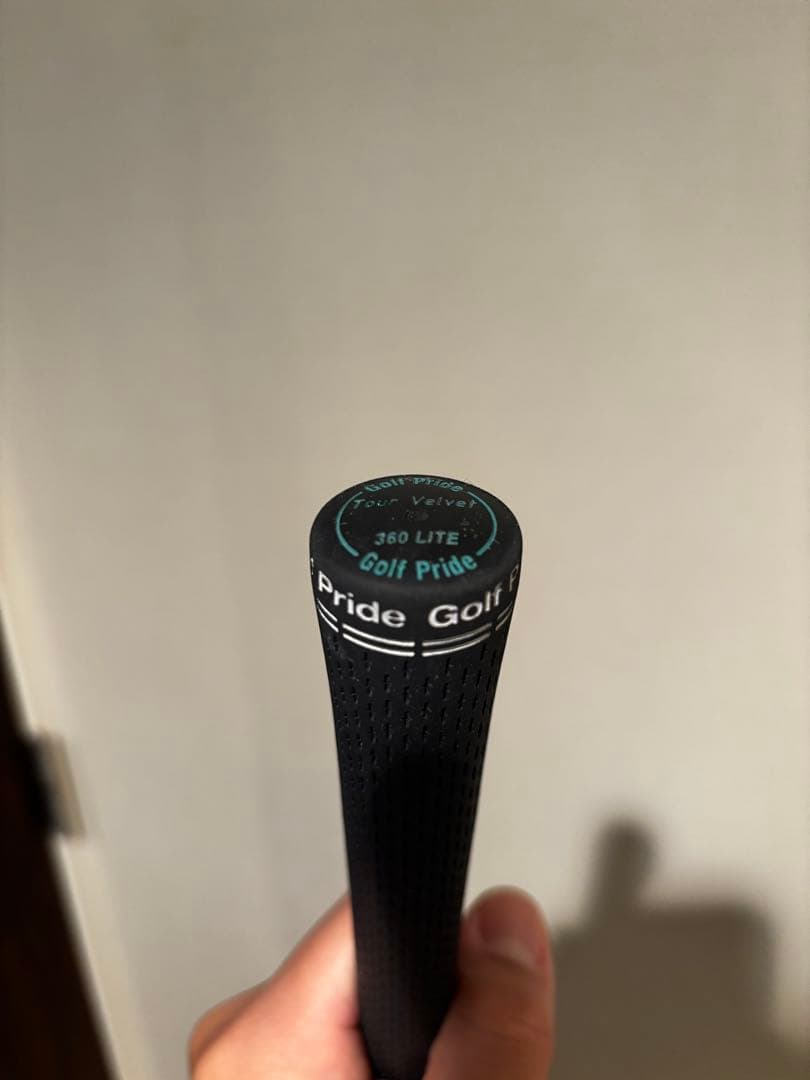 Golf Pride
Tour Velvet
360 LITE
Golf Pride
Pride Golf P